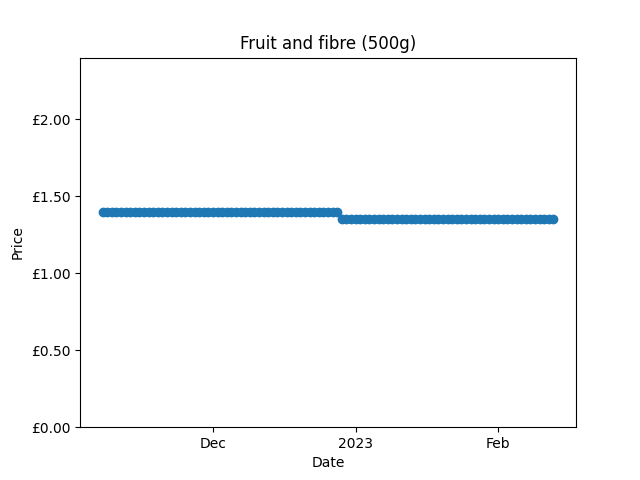 Fruit and fibre (500g)
£2.00
£1.50
£1.00
£0.50
£0.00
Price
Dec
2023
Feb
Date